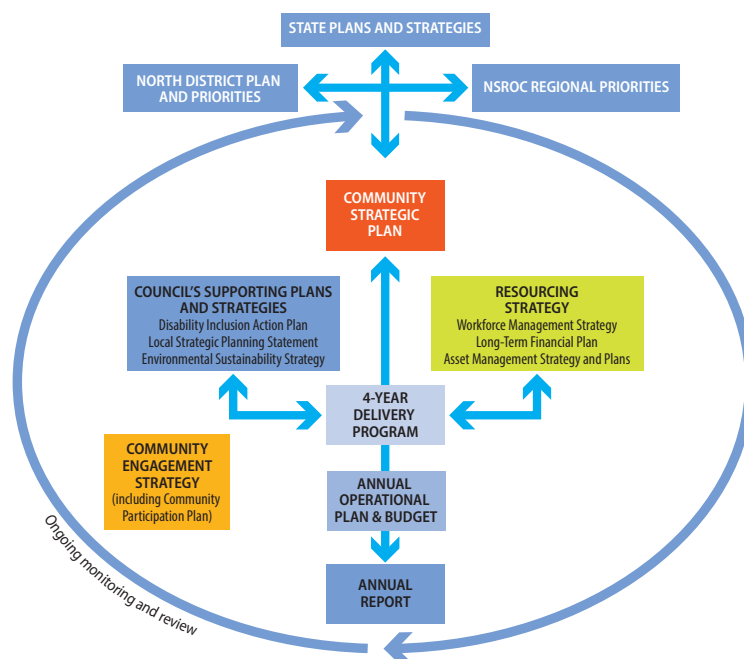 STATE PLANS AND STRATEGIES
NORTH DISTRICT PLAN
AND PRIORITIES
NSROC REGIONAL PRIORITIES
COMMUNITY
STRATEGIC
PLAN
COUNCIL'S SUPPORTING PLANS
AND STRATEGIES
Disability Inclusion Action Plan
Local Strategic Planning Statement
Environmental Sustainability Strategy
RESOURCING
STRATEGY
Workforce Management Strategy
Long-Term Financial Plan
Asset Management Strategy and Plans
4-YEAR
DELIVERY
PROGRAM
COMMUNITY
ENGAGEMENT
STRATEGY
(including Community
Participation Plan)
ANNUAL
OPERATIONAL
PLAN & BUDGET
ANNUAL
REPORT
Ongoing monitoring and review